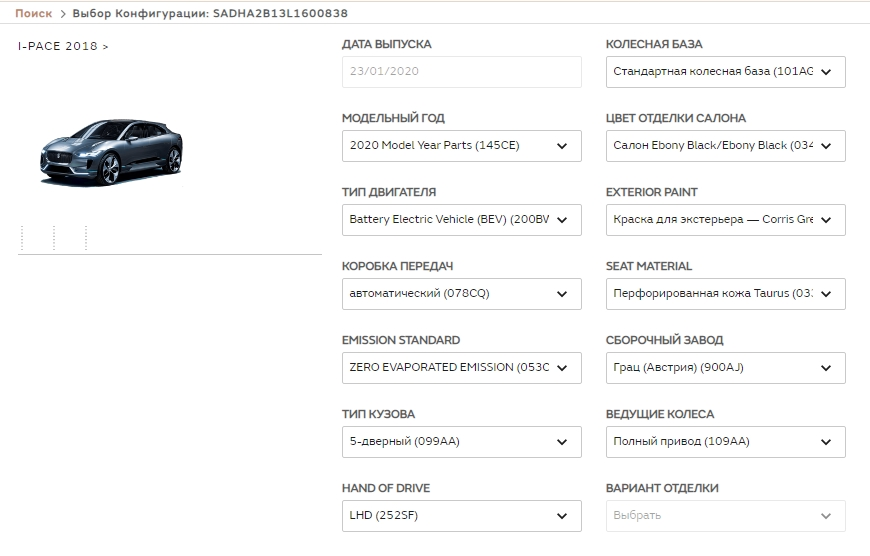 Поиск > Выбор Конфигурации: SADHA2B13L1600838
I-PACE 2018 >
ДАТА ВЫПУСКА
23/01/2020
КОЛЕСНАЯ БАЗА
Стандартная колесная база (101AG
МОДЕЛЬНЫЙ ГОД
2020 Model Year Parts (145CE)
ЦВЕТ ОТДЕЛКИ САЛОНА
Салон Ebony Black/Ebony Black (034
ТИП ДВИГАТЕЛЯ
Battery Electric Vehicle (BEV) (200BW
EXTERIOR PAINT
Краска для экстерьера — Corris Gre
КОРОБКА ПЕРЕДАЧ
автоматический (078CQ)
SEAT MATERIAL
Перфорированная кожа Taurus (033
EMISSION STANDARD
ZERO EVAPORATED EMISSION (053C
СБОРОЧНЫЙ ЗАВОД
Грац (Австрия) (900AJ)
ТИП КУЗОВА
5-дверный (099AA)
ВЕДУЩИЕ КОЛЕСА
Полный привод (109AA)
HAND OF DRIVE
LHD (252SF)
ВАРИАНТ ОТДЕЛКИ
Выбрать